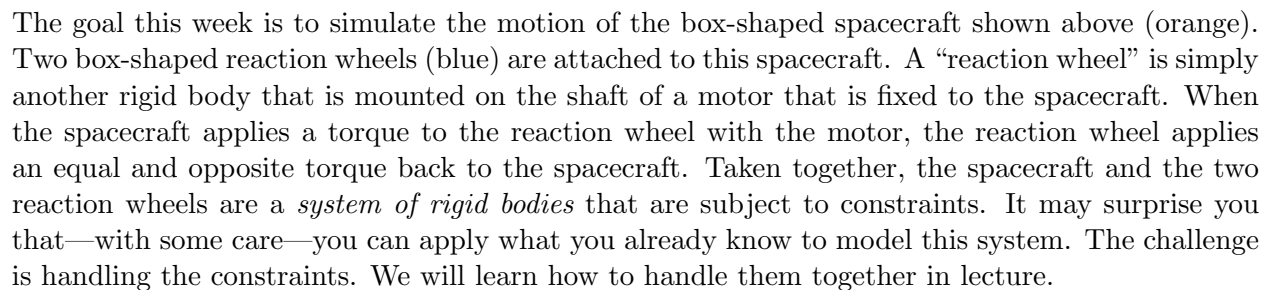 The goal this week is to simulate the motion of the box-shaped spacecraft shown above (orange).
Two box-shaped reaction wheels (blue) are attached to this spacecraft. A “reaction wheel” is simply
another rigid body that is mounted on the shaft of a motor that is fixed to the spacecraft. When
the spacecraft applies a torque to the reaction wheel with the motor, the reaction wheel applies
an equal and opposite torque back to the spacecraft. Taken together, the spacecraft and the two
reaction wheels are a system of rigid bodies that are subject to constraints. It may surprise you
that—with some care—you can apply what you already know to model this system. The challenge
is handling the constraints. We will learn how to handle them together in lecture.